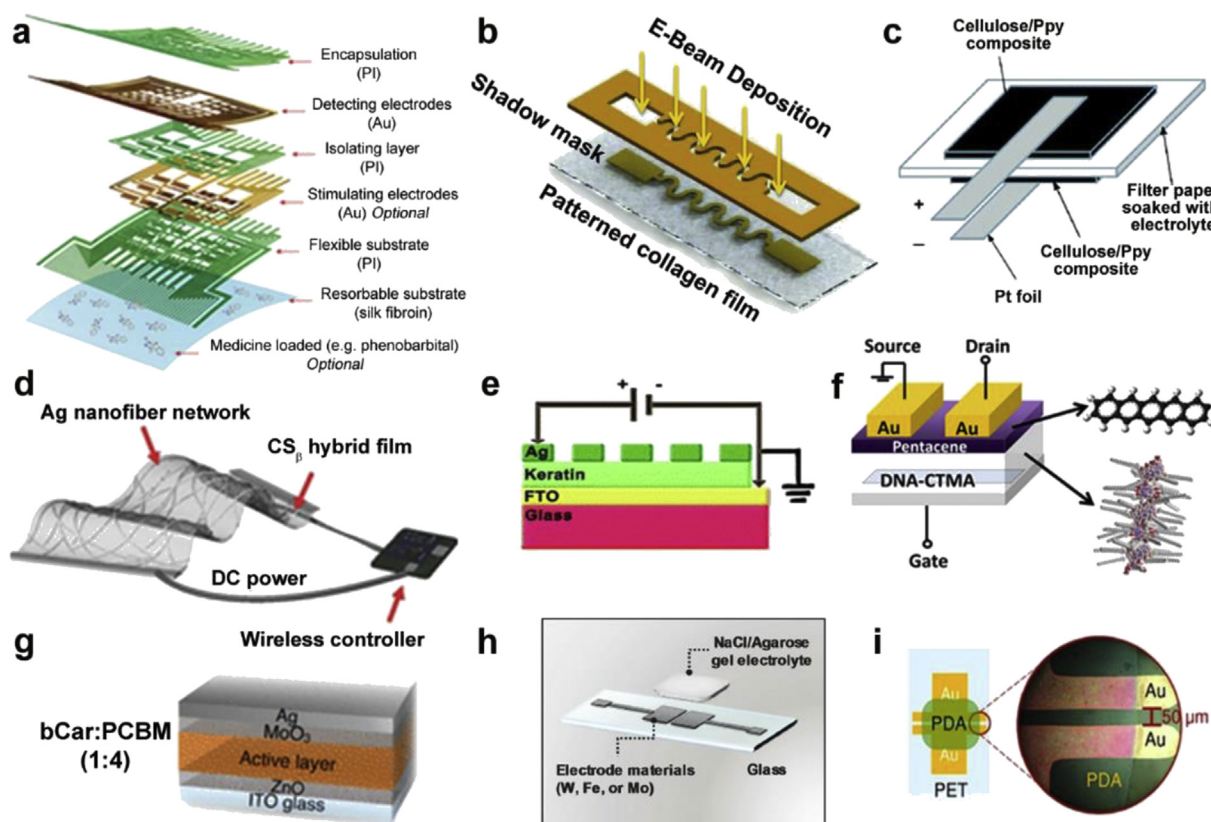 a
Encapsulation
(PI)
Detecting electrodes
(Au)
Isolating layer
(PI)
Stimulating electrodes
(Au) Optional
Flexible substrate
(PI)
Resorbable substrate
(silk fibroin)
Medicine loaded (e.g. phenobarbital)
Optional
b
E-Beam Deposition
Shadow mask
Patterned collagen film
c
Cellulose/Ppy
composite
+
–
Filter paper
soaked with
electrolyte
Cellulose/Ppy
composite
Pt foil
d
Ag nanofiber network
CSβ hybrid film
DC power
Wireless controller
e
+ -
Ag
Keratin
FTO
Glass
f
Source Drain
Au Au
Pentacene
DNA-CTMA
Gate
g
bCar:PCBM
(1:4)
Ag
MoO₃
Active layer
ZnO
ITO glass
h
NaCl/Agarose
gel electrolyte
Electrode materials
(W, Fe, or Mo)
Glass
i
Au
PDA
Au
PET
Au
50 μm
Au
PDA